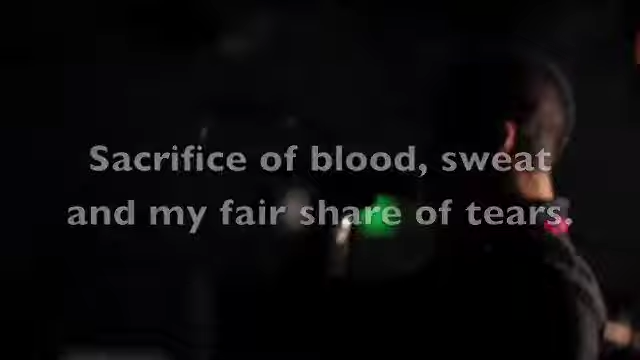 Sacrifice of blood, sweat
and my fair share of tears.